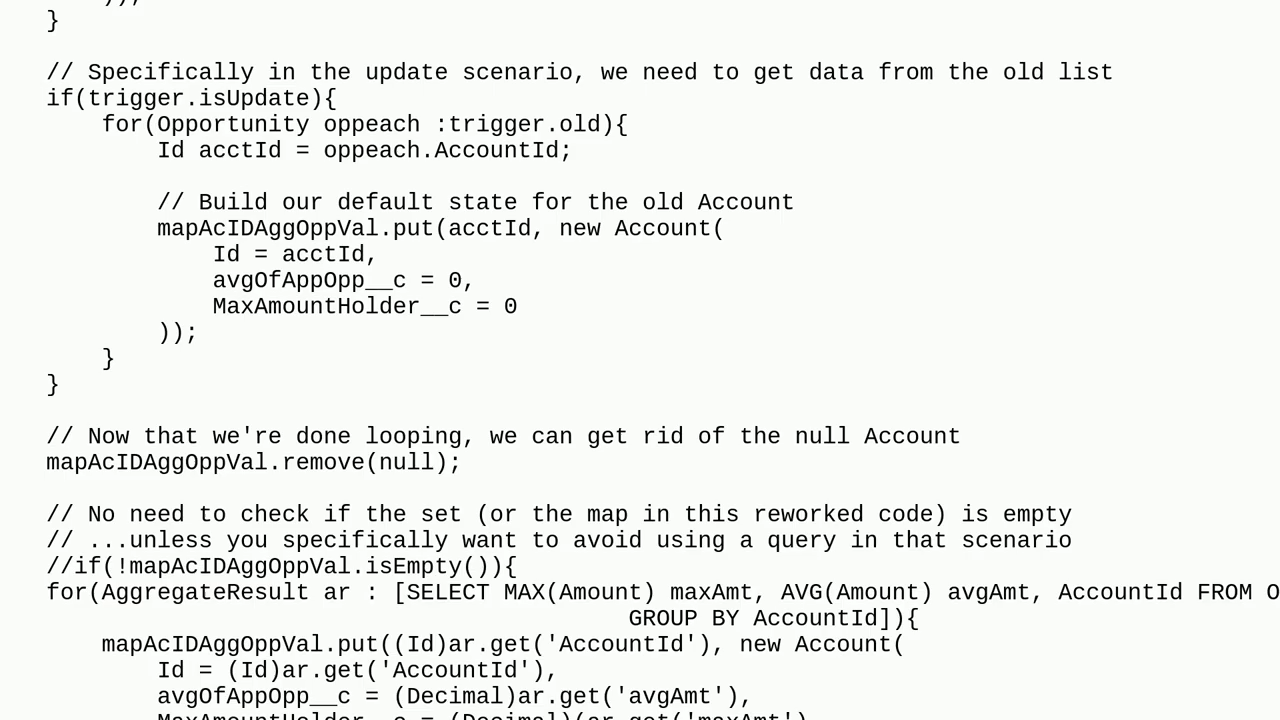 }
// Specifically in the update scenario, we need to get data from the old list
if(trigger.isUpdate){
for(Opportunity oppeach :trigger.old){
Id acctId = oppeach.AccountId;
// Build our default state for the old Account
mapAcIDAggOppVal.put(acctId, new Account(
Id = acctId,
avgOfAppOpp__c = 0,
MaxAmountHolder__c = 0
));
}
}
// Now that we're done looping, we can get rid of the null Account
mapAcIDAggOppVal.remove(null);
// No need to check if the set (or the map in this reworked code) is empty
// ...unless you specifically want to avoid using a query in that scenario
//if(!mapAcIDAggOppVal.isEmpty()){
for(AggregateResult ar : [SELECT MAX(Amount) maxAmt, AVG(Amount) avgAmt, AccountId FROM O
GROUP BY AccountId]){
mapAcIDAggOppVal.put((Id)ar.get('AccountId'), new Account(
Id = (Id)ar.get('AccountId'),
avgOfAppOpp__c = (Decimal)ar.get('avgAmt'),
MaxAmountHolder__c = (Decimal)(ar.get('maxAmt')